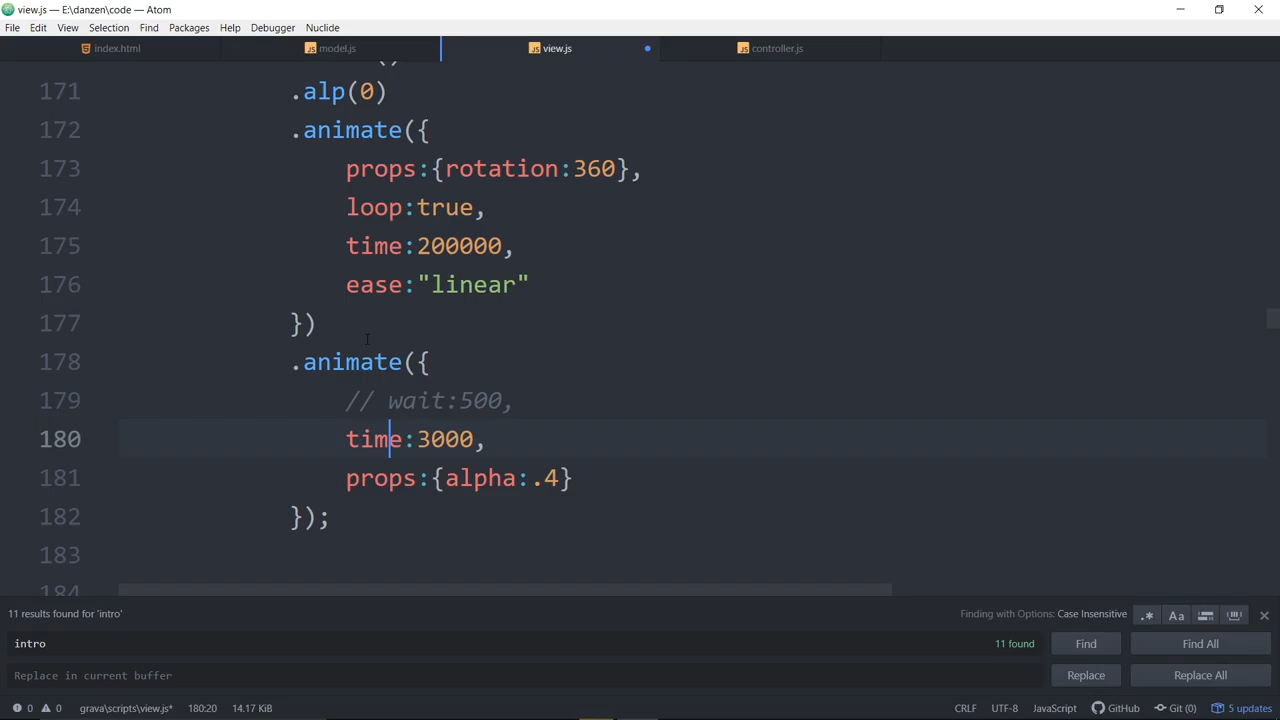 view.js — E:\danzen\code — Atom
File Edit View Selection Find Packages Help Debugger Nuclide
index.html model.js view.js controller.js
171 .alp(0)
172 .animate({
173 props:{rotation:360},
174 loop:true,
175 time:200000,
176 ease:"linear"
177 })
178 .animate({
179 // wait:500,
180 time:3000,
181 props:{alpha:.4}
182 });
183
184
11 results found for 'intro'
Finding with Options: Case Insensitive
.* Aa
intro 11 found Find Find All
Replace in current buffer Replace Replace All
0 0 grava\scripts\view.js* 180:20 14.17 KiB CRLF UTF-8 JavaScript GitHub Git (0) 5 updates